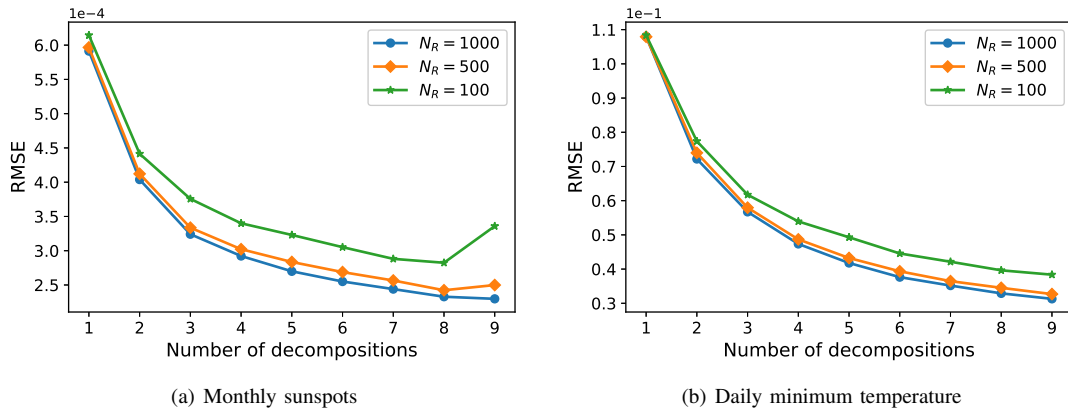 1e−4
6.0
5.5
5.0
4.5
4.0
3.5
3.0
2.5
RMSE
N_R = 1000
N_R = 500
N_R = 100
1 2 3 4 5 6 7 8 9
Number of decompositions
(a) Monthly sunspots
1e−1
1.1
1.0
0.9
0.8
0.7
0.6
0.5
0.4
0.3
RMSE
N_R = 1000
N_R = 500
N_R = 100
1 2 3 4 5 6 7 8 9
Number of decompositions
(b) Daily minimum temperature